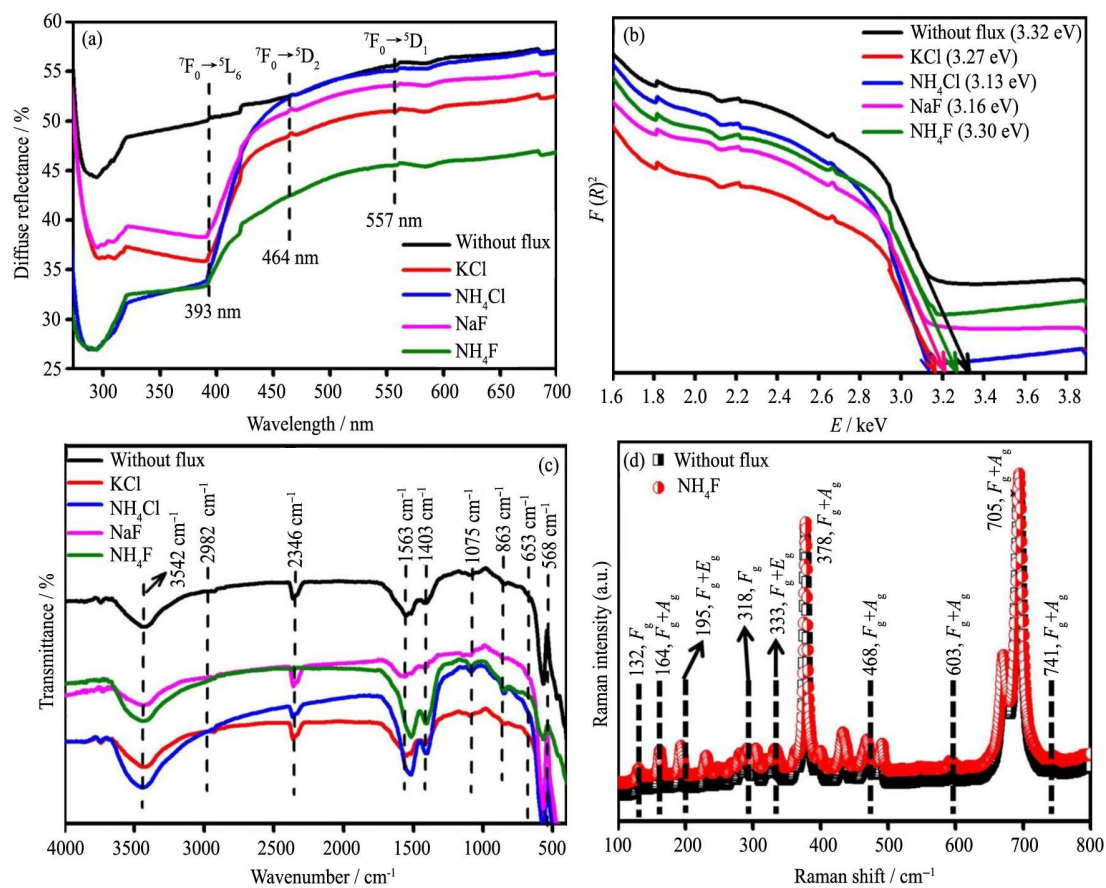 (a)
⁷F₀→⁵L₆
⁷F₀→⁵D₂
⁷F₀→⁵D₁
393 nm
464 nm
557 nm
Without flux
KCl
NH₄Cl
NaF
NH₄F
Diffuse reflectance / %
60
55
50
45
40
35
30
25
300 350 400 450 500 550 600 650 700
Wavelength / nm
(b)
Without flux (3.32 eV)
KCl (3.27 eV)
NH₄Cl (3.13 eV)
NaF (3.16 eV)
NH₄F (3.30 eV)
F (R)²
1.6 1.8 2.0 2.2 2.4 2.6 2.8 3.0 3.2 3.4 3.6 3.8
E / keV
(c)
Without flux
KCl
NH₄Cl
NaF
NH₄F
3542 cm⁻¹
2982 cm⁻¹
2346 cm⁻¹
1563 cm⁻¹
1403 cm⁻¹
1075 cm⁻¹
863 cm⁻¹
653 cm⁻¹
568 cm⁻¹
Transmittance / %
4000 3500 3000 2500 2000 1500 1000 500
Wavenumber / cm⁻¹
(d)
Without flux
NH₄F
132, Fg
164, Fg+Ag
195, Fg+Eg
318, Fg
333, Fg+Eg
378, Fg+Ag
468, Fg+Ag
603, Fg+Ag
705, Fg+Ag
741, Fg+Ag
Raman intensity (a.u.)
100 200 300 400 500 600 700 800
Raman shift / cm⁻¹